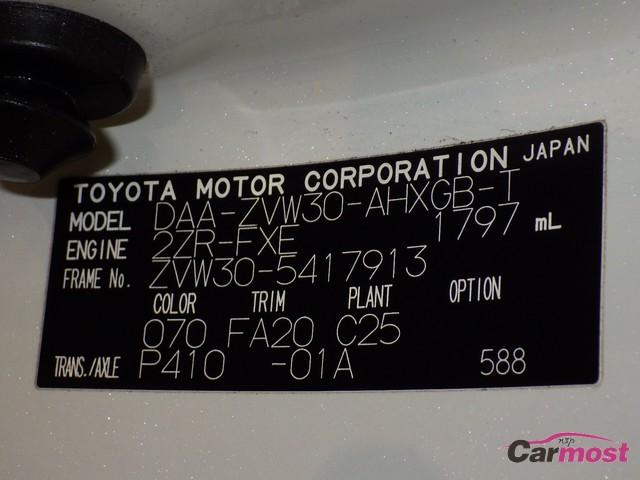 TOYOTA MOTOR CORPORATION JAPAN
MODEL DAA-ZVW30-AHXGB-T
ENGINE 2ZR-FXE 1797 mL
FRAME No. ZVW30-5417913
COLOR TRIM PLANT OPTION
070 FA20 C25
TRANS./AXLE P410 -01A 588
Carmost